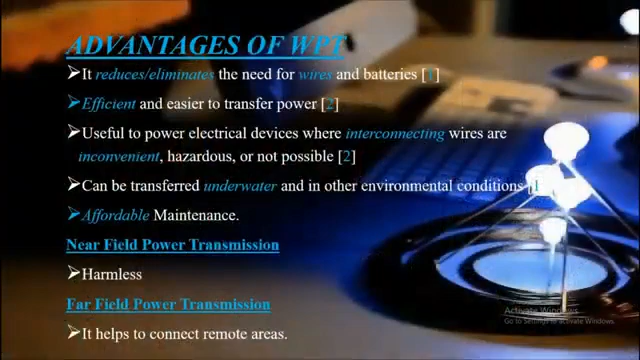 ADVANTAGES OF WPT
➢It reduces/eliminates the need for wires and batteries [1]
➢Efficient and easier to transfer power [2]
➢Useful to power electrical devices where interconnecting wires are
inconvenient, hazardous, or not possible [2]
➢Can be transferred underwater and in other environmental conditions [1]
➢Affordable Maintenance.
Near Field Power Transmission
➢Harmless
Far Field Power Transmission
➢It helps to connect remote areas.
Activate Windows
Go to Settings to activate Windows.